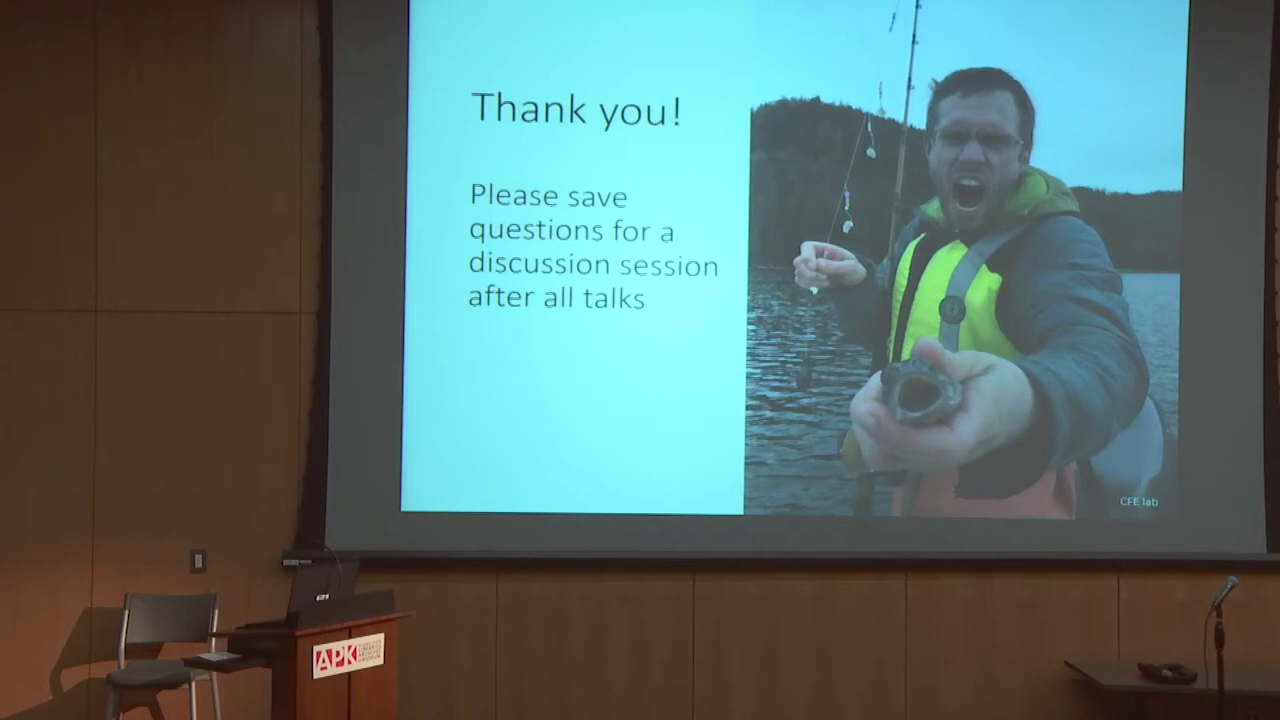 Thank you!
Please save
questions for a
discussion session
after all talks
CFE lab
APK